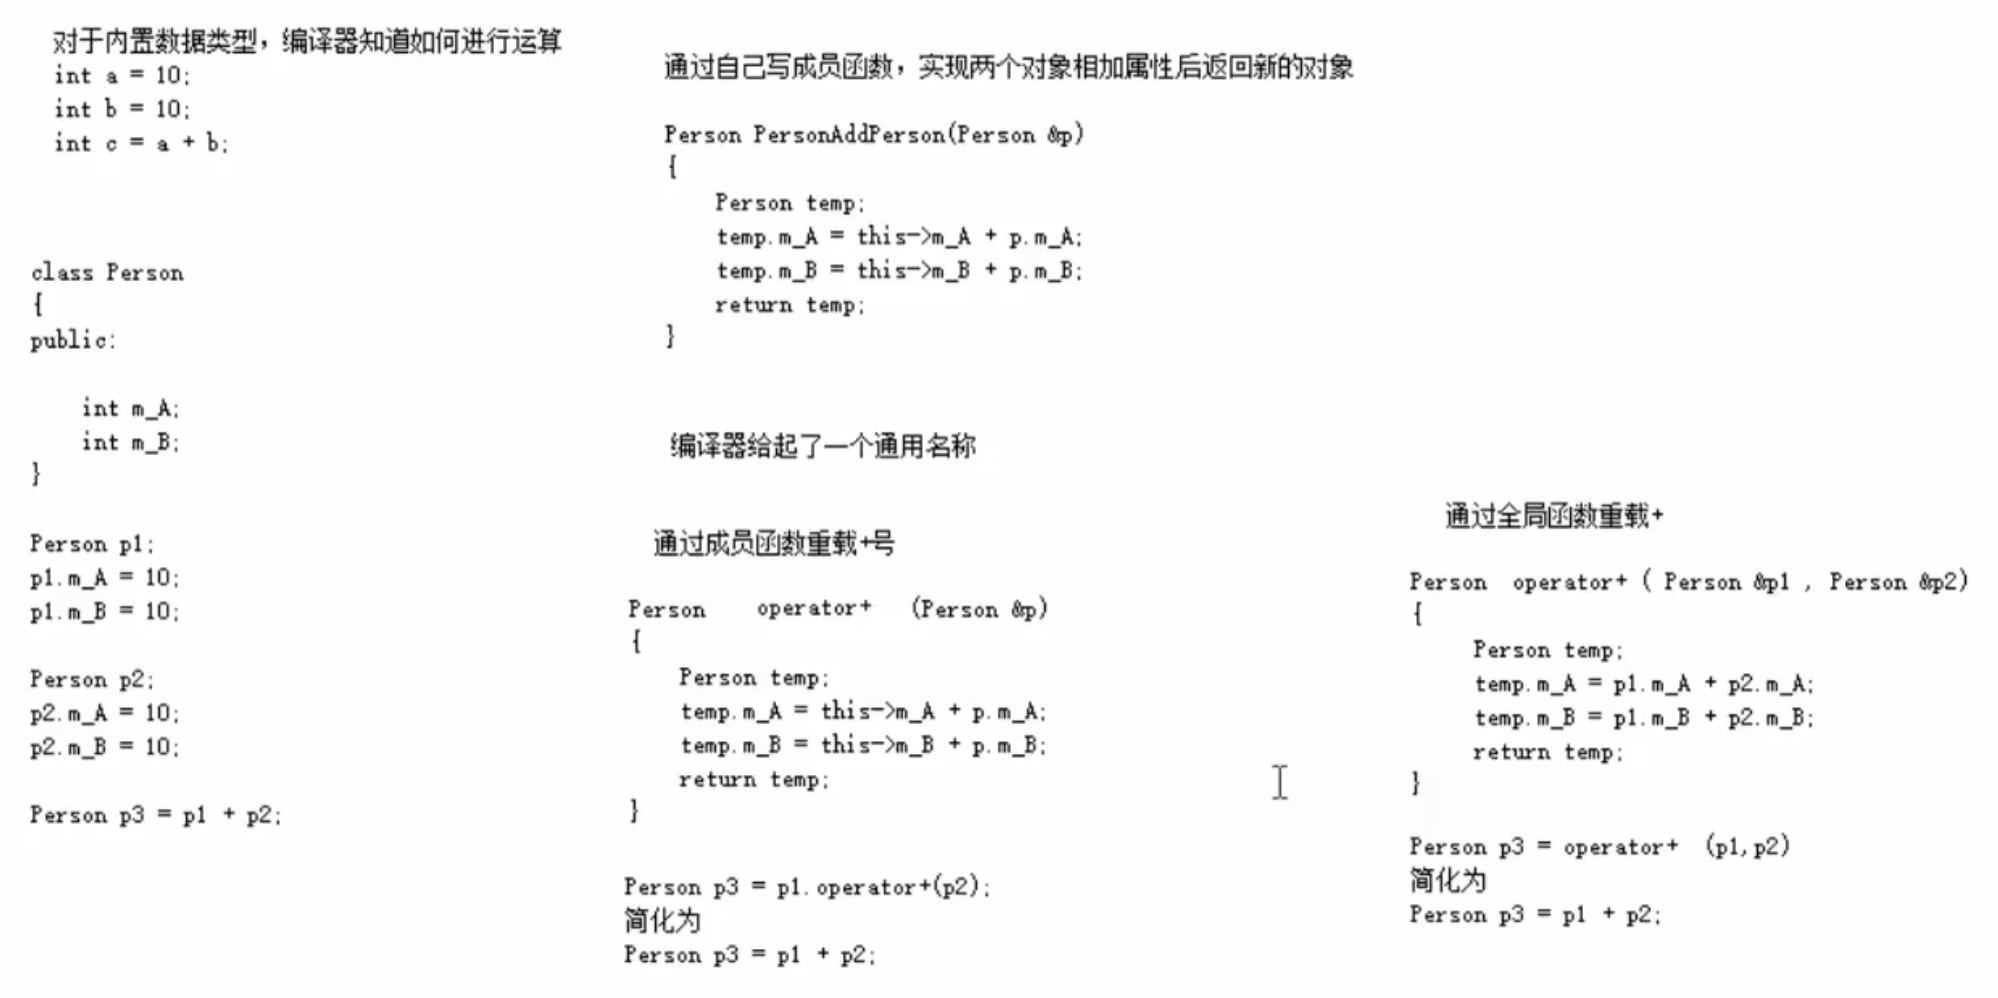 对于内置数据类型，编译器知道如何进行运算
int a = 10;
int b = 10;
int c = a + b;
class Person
{
public:
int m_A;
int m_B;
}
Person p1;
p1.m_A = 10;
p1.m_B = 10;
Person p2;
p2.m_A = 10;
p2.m_B = 10;
Person p3 = p1 + p2;
通过自己写成员函数，实现两个对象相加属性后返回新的对象
Person PersonAddPerson(Person &p)
{
Person temp;
temp.m_A = this->m_A + p.m_A;
temp.m_B = this->m_B + p.m_B;
return temp;
}
编译器给起了一个通用名称
通过成员函数重载+号
Person operator+ (Person &p)
{
Person temp;
temp.m_A = this->m_A + p.m_A;
temp.m_B = this->m_B + p.m_B;
return temp;
}
Person p3 = p1.operator+(p2);
简化为
Person p3 = p1 + p2;
通过全局函数重载+
Person operator+ ( Person &p1 , Person &p2)
{
Person temp;
temp.m_A = p1.m_A + p2.m_A;
temp.m_B = p1.m_B + p2.m_B;
return temp;
}
Person p3 = operator+ (p1,p2)
简化为
Person p3 = p1 + p2;